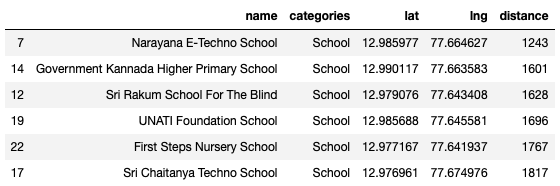 name categories lat lng distance
7 Narayana E-Techno School School 12.985977 77.664627 1243
14 Government Kannada Higher Primary School School 12.990117 77.663583 1601
12 Sri Rakum School For The Blind School 12.979076 77.643408 1628
19 UNATI Foundation School School 12.985688 77.645581 1696
22 First Steps Nursery School School 12.977167 77.641937 1767
17 Sri Chaitanya Techno School School 12.976961 77.674976 1817